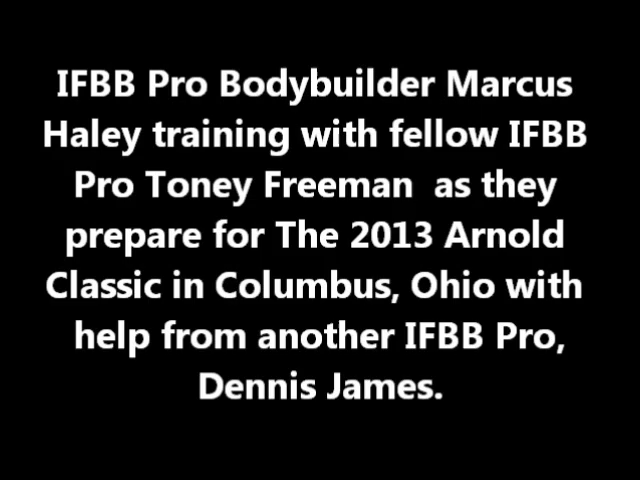 IFBB Pro Bodybuilder Marcus
Haley training with fellow IFBB
Pro Toney Freeman  as they
prepare for The 2013 Arnold
Classic in Columbus, Ohio with
help from another IFBB Pro,
Dennis James.